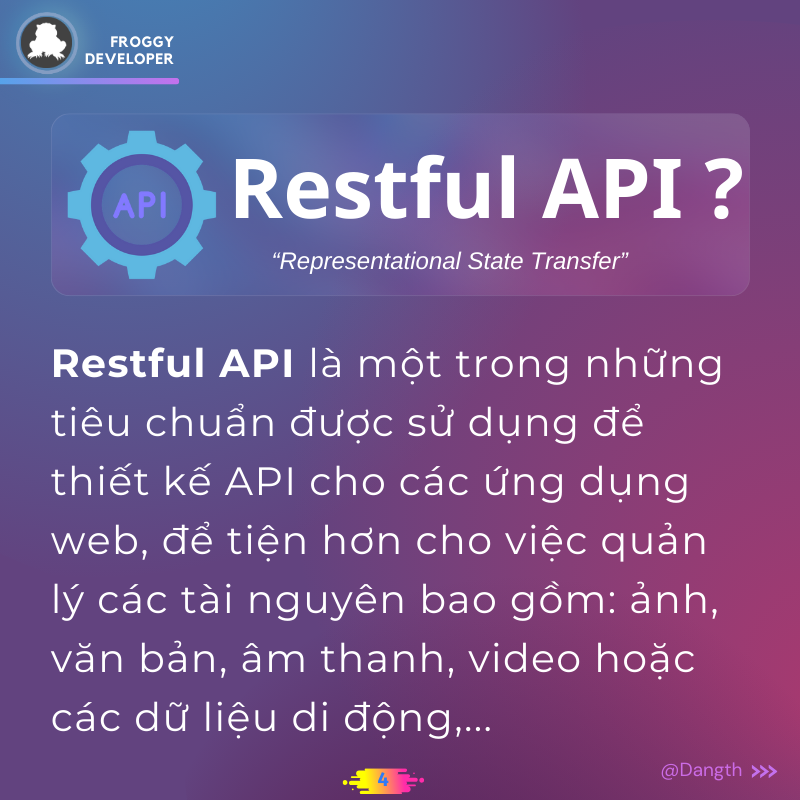 FROGGY
DEVELOPER
API
Restful API ?
“Representational State Transfer”
Restful API là một trong những
tiêu chuẩn được sử dụng để
thiết kế API cho các ứng dụng
web, để tiện hơn cho việc quản
lý các tài nguyên bao gồm: ảnh,
văn bản, âm thanh, video hoặc
các dữ liệu di động,...
4
@Dangth